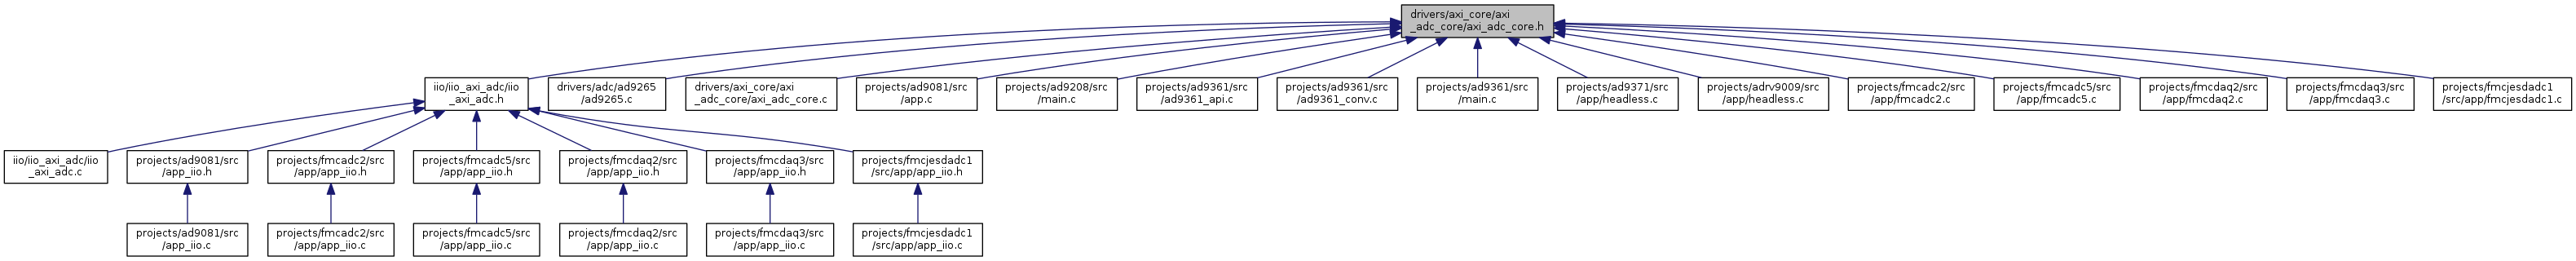 drivers/axi_core/axi
_adc_core/axi_adc_core.h
iio/iio_axi_adc/iio
_axi_adc.h
drivers/adc/ad9265
/ad9265.c
drivers/axi_core/axi
_adc_core/axi_adc_core.c
projects/ad9081/src
/app.c
projects/ad9208/src
/main.c
projects/ad9361/src
/ad9361_api.c
projects/ad9361/src
/ad9361_conv.c
projects/ad9361/src
/main.c
projects/ad9371/src
/app/headless.c
projects/adrv9009/src
/app/headless.c
projects/fmcadc2/src
/app/fmcadc2.c
projects/fmcadc5/src
/app/fmcadc5.c
projects/fmcdaq2/src
/app/fmcdaq2.c
projects/fmcdaq3/src
/app/fmcdaq3.c
projects/fmcjesdadc1
/src/app/fmcjesdadc1.c
iio/iio_axi_adc/iio
_axi_adc.c
projects/ad9081/src
/app_iio.h
projects/fmcadc2/src
/app/app_iio.h
projects/fmcadc5/src
/app/app_iio.h
projects/fmcdaq2/src
/app/app_iio.h
projects/fmcdaq3/src
/app/app_iio.h
projects/fmcjesdadc1
/src/app/app_iio.h
projects/ad9081/src
/app_iio.c
projects/fmcadc2/src
/app/app_iio.c
projects/fmcadc5/src
/app/app_iio.c
projects/fmcdaq2/src
/app/app_iio.c
projects/fmcdaq3/src
/app/app_iio.c
projects/fmcjesdadc1
/src/app/app_iio.c